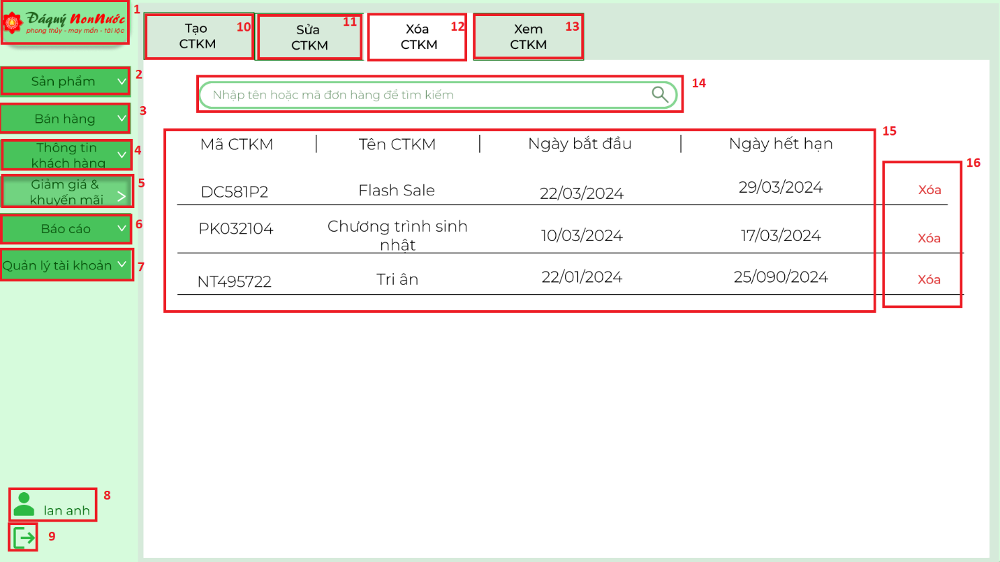 Đáquý NonNước
phong thủy - may mắn - tài lộc
1
Sản phẩm
2
Bán hàng
3
Thông tin
khách hàng
4
Giảm giá &
khuyến mãi
5
Báo cáo
6
Quản lý tài khoản
7
lan anh
8
9
Tạo
CTKM
10
Sửa
CTKM
11
Xóa
CTKM
12
Xem
CTKM
13
Nhập tên hoặc mã đơn hàng để tìm kiếm
14
15
Mã CTKM Tên CTKM Ngày bắt đầu Ngày hết hạn
16
DC581P2 Flash Sale 22/03/2024 29/03/2024 Xóa
PK032104 Chương trình sinh
nhật 10/03/2024 17/03/2024 Xóa
NT495722 Tri ân 22/01/2024 25/090/2024 Xóa